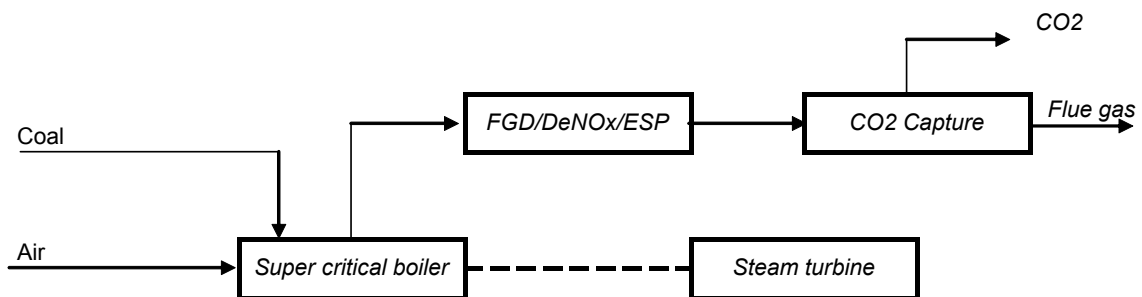 CO2
FGD/DeNOx/ESP
CO2 Capture
Flue gas
Coal
Air
Super critical boiler
Steam turbine